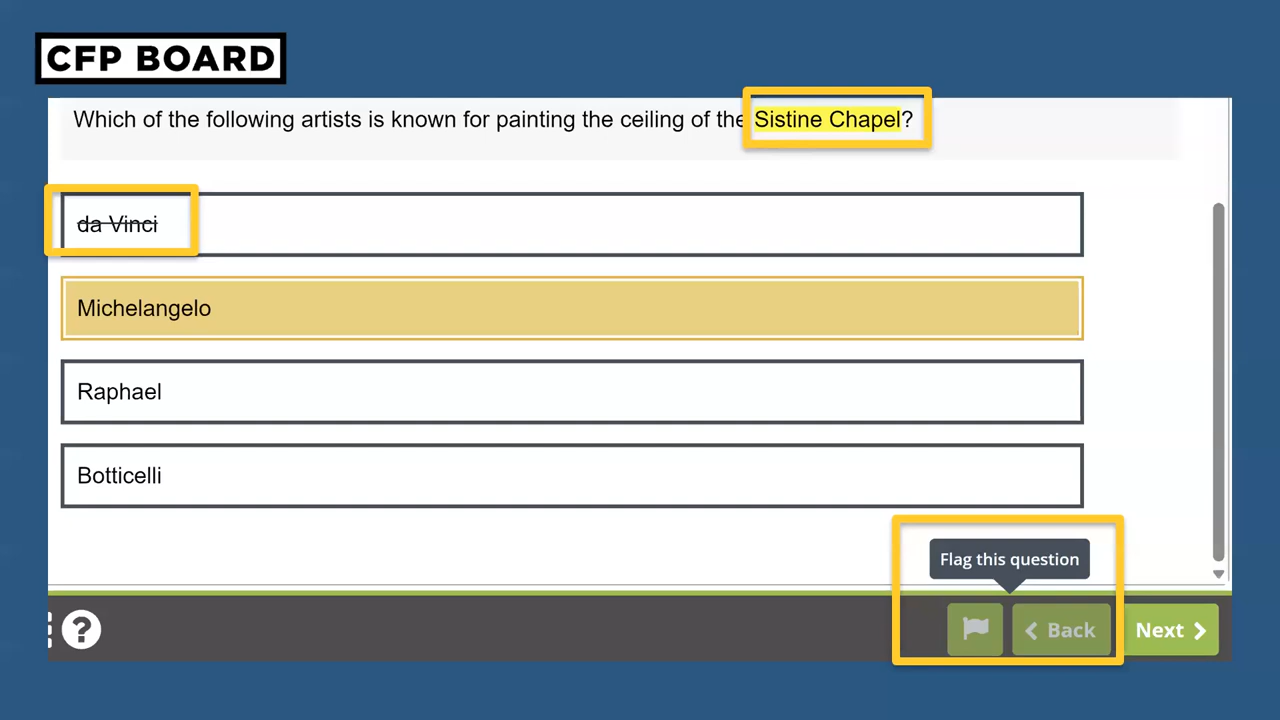 CFP BOARD
Which of the following artists is known for painting the ceiling of the Sistine Chapel?
da Vinci
Michelangelo
Raphael
Botticelli
Flag this question
?
Back
Next